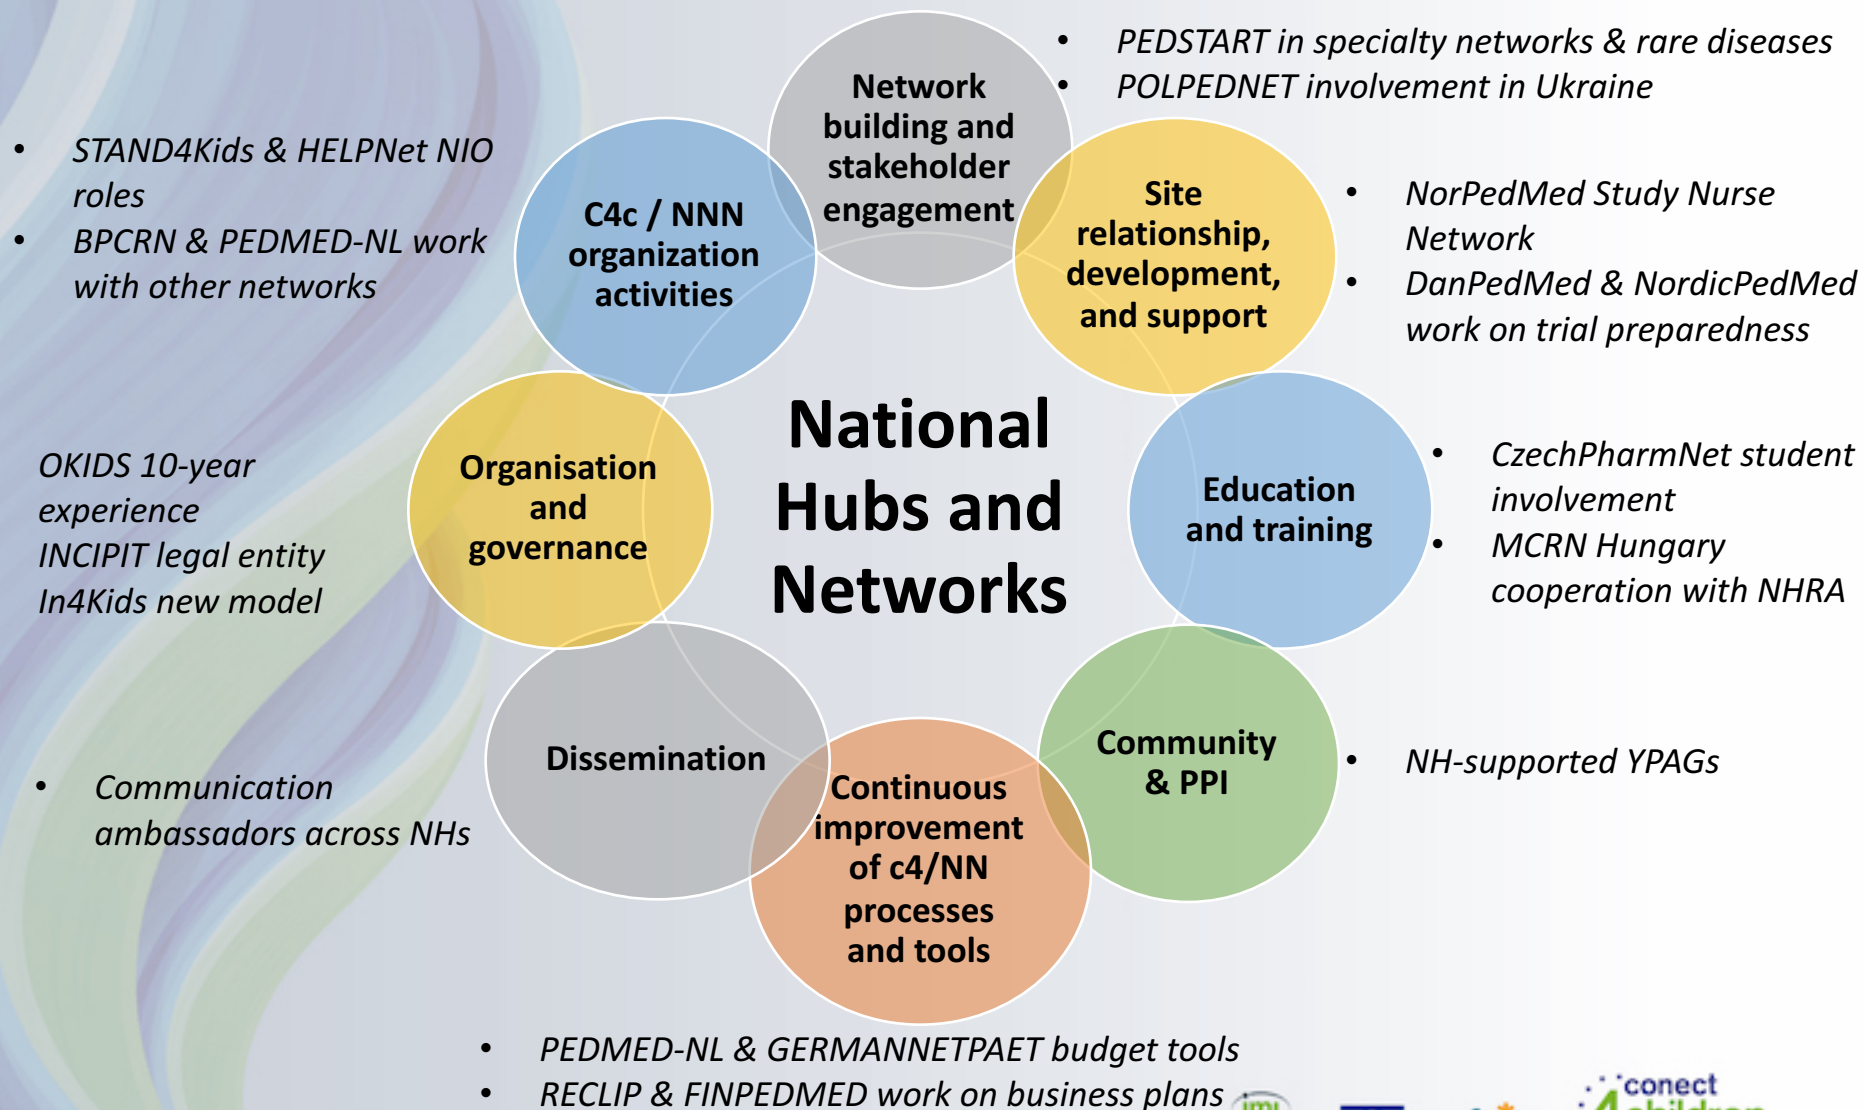 • PEDSTART in specialty networks & rare diseases
• POLPEDNET involvement in Ukraine
Network
building and
stakeholder
engagement
• STAND4Kids & HELPNet NIO
roles
• BPCRN & PEDMED-NL work
with other networks
C4c / NNN
organization
activities
Site
relationship,
development,
and support
• NorPedMed Study Nurse
Network
• DanPedMed & NordicPedMed
work on trial preparedness
National
Hubs and
Networks
OKIDS 10-year
experience
INCIPIT legal entity
In4Kids new model
Organisation
and
governance
Education
and training
• CzechPharmNet student
involvement
• MCRN Hungary
cooperation with NHRA
• Communication
ambassadors across NHs
Dissemination
Continuous
improvement
of c4/NN
processes
and tools
Community
& PPI
• NH-supported YPAGs
• PEDMED-NL & GERMANNETPAET budget tools
• RECLIP & FINPEDMED work on business plans
imi
conect
4children